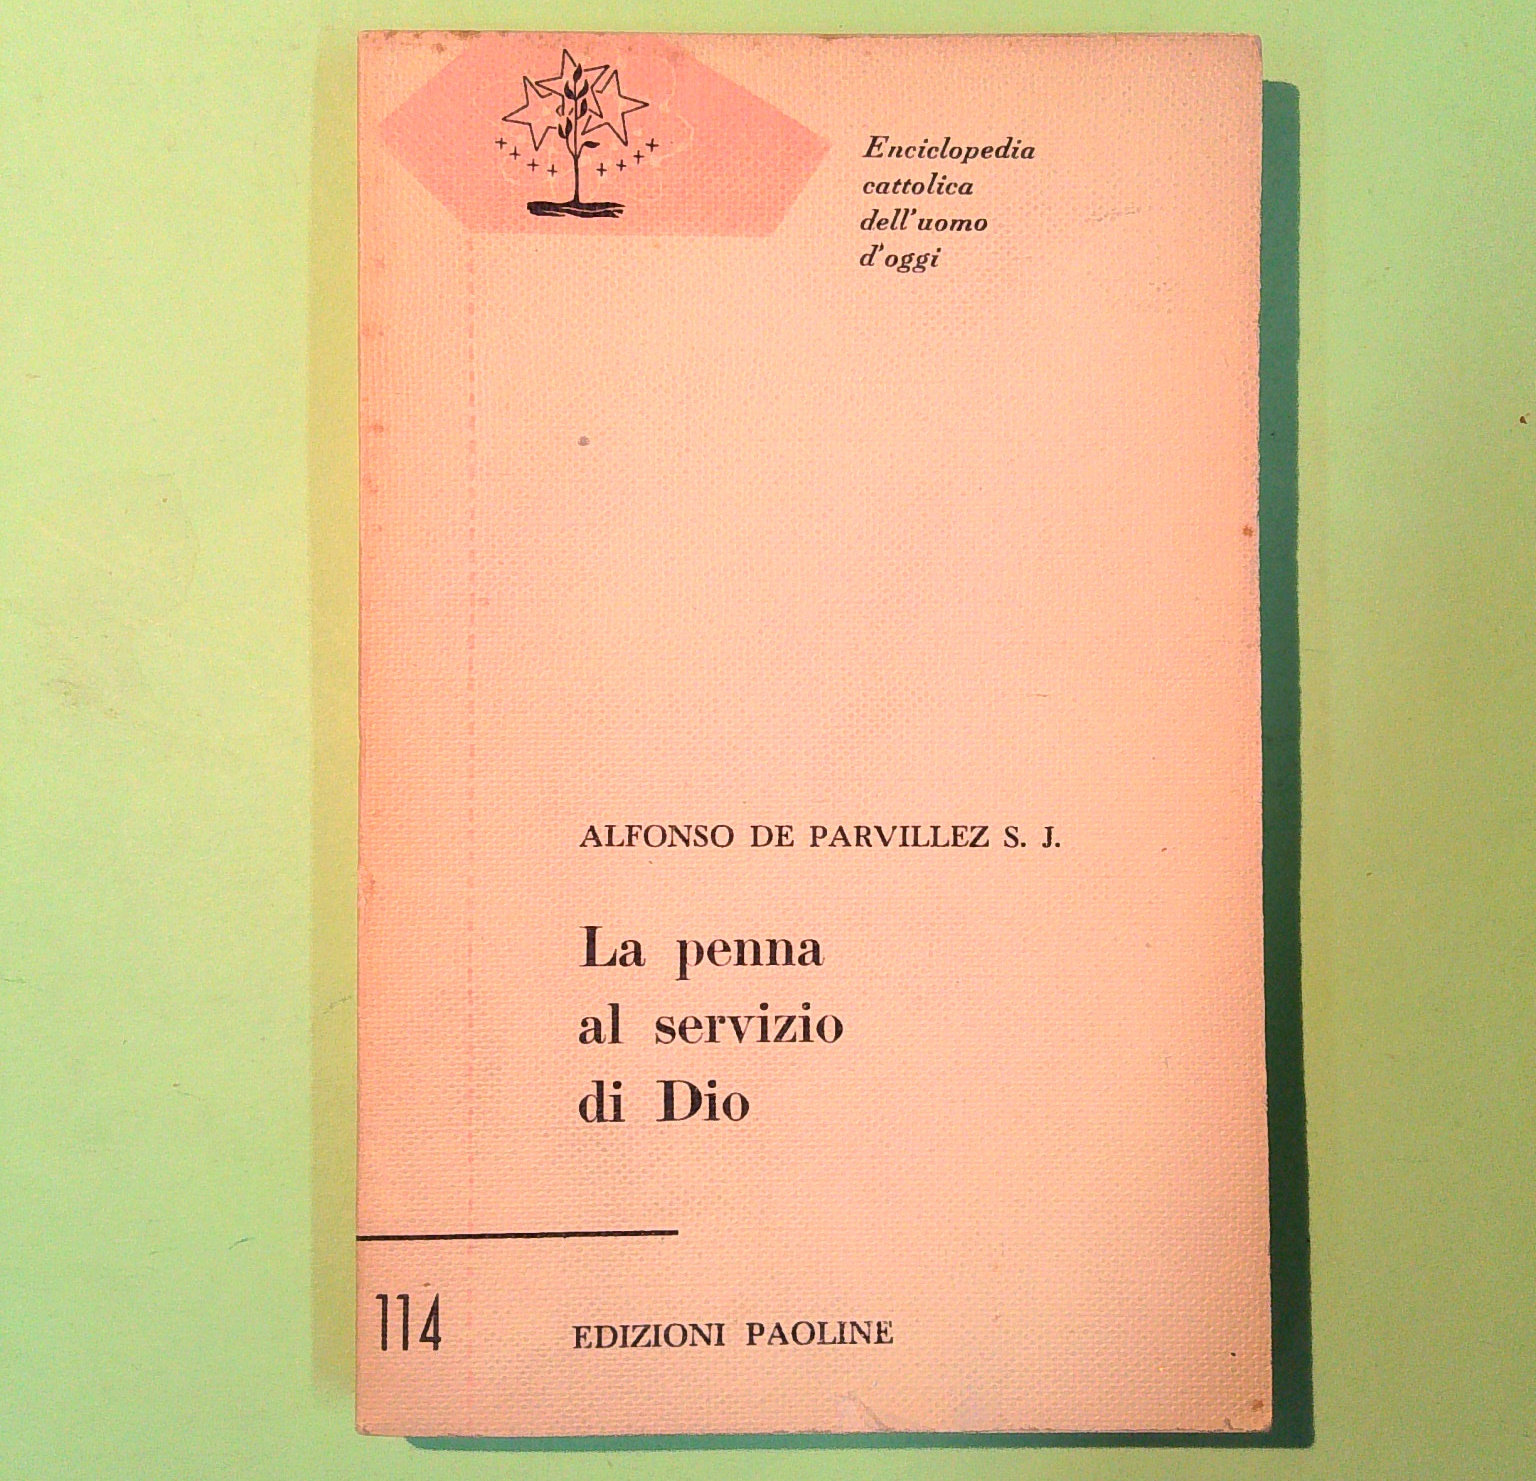 Enciclopedia
cattolica
dell'uomo
d'oggi
ALFONSO DE PARVILLEZ S. J.
La penna
al servizio
di Dio
114
EDIZIONI PAOLINE